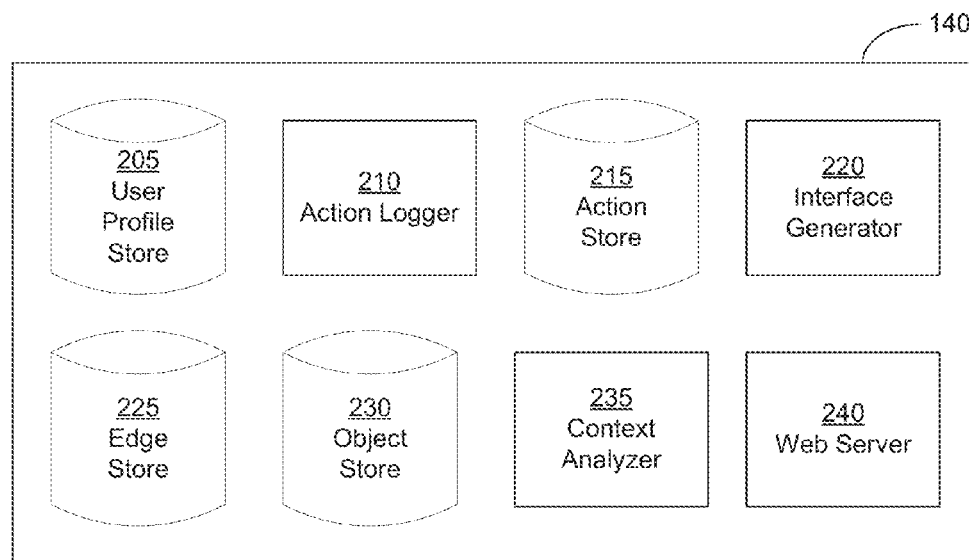 140
205
User
Profile
Store
210
Action Logger
215
Action
Store
220
Interface
Generator
225
Edge
Store
230
Object
Store
235
Context
Analyzer
240
Web Server